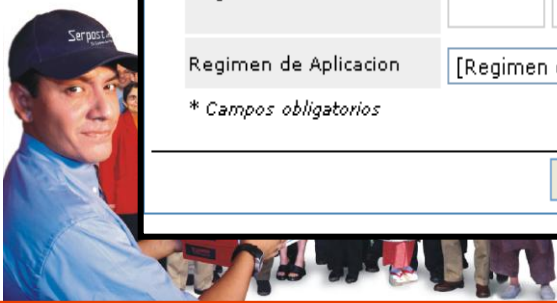 Serpost
Regimen de Aplicacion
[Regimen
* Campos obligatorios